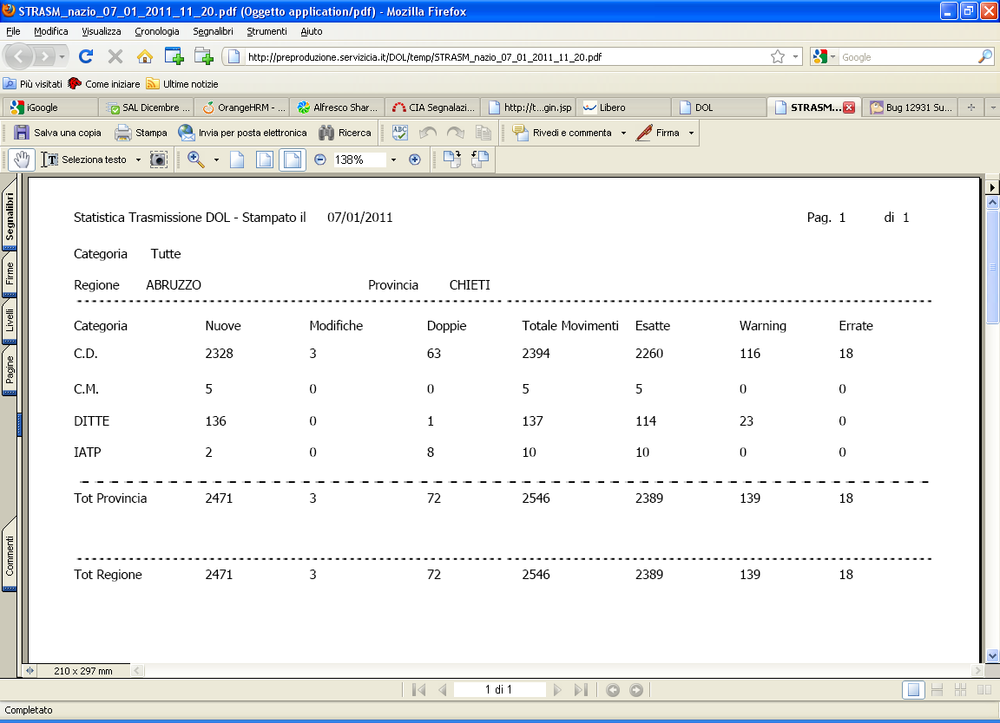 STRASM_nazio_07_01_2011_11_20.pdf (Oggetto application/pdf) - Mozilla Firefox
File Modifica Visualizza Cronologia Segnalibri Strumenti Aiuto
http://preproduzione.servizicia.it/DOL/temp/STRASM_nazio_07_01_2011_11_20.pdf Google
Più visitati Come iniziare Ultime notizie
iGoogle SAL Dicembre ... OrangeHRM - ... Alfresco Shar... CIA Segnalazi... http://t...gin.jsp Libero DOL STRASM... Bug 12931 Su...
Salva una copia Stampa Invia per posta elettronica Ricerca ABC Rivedi e commenta Firma
T Seleziona testo 138%
Segnalibri
Firme
Livelli
Pagine
Commenti
Statistica Trasmissione DOL - Stampato il 07/01/2011 Pag. 1 di 1
Categoria Tutte
Regione ABRUZZO Provincia CHIETI
Categoria Nuove Modifiche Doppie Totale Movimenti Esatte Warning Errate
C.D. 2328 3 63 2394 2260 116 18
C.M. 5 0 0 5 5 0 0
DITTE 136 0 1 137 114 23 0
IATP 2 0 8 10 10 0 0
Tot Provincia 2471 3 72 2546 2389 139 18
Tot Regione 2471 3 72 2546 2389 139 18
210 x 297 mm
1 di 1
Completato